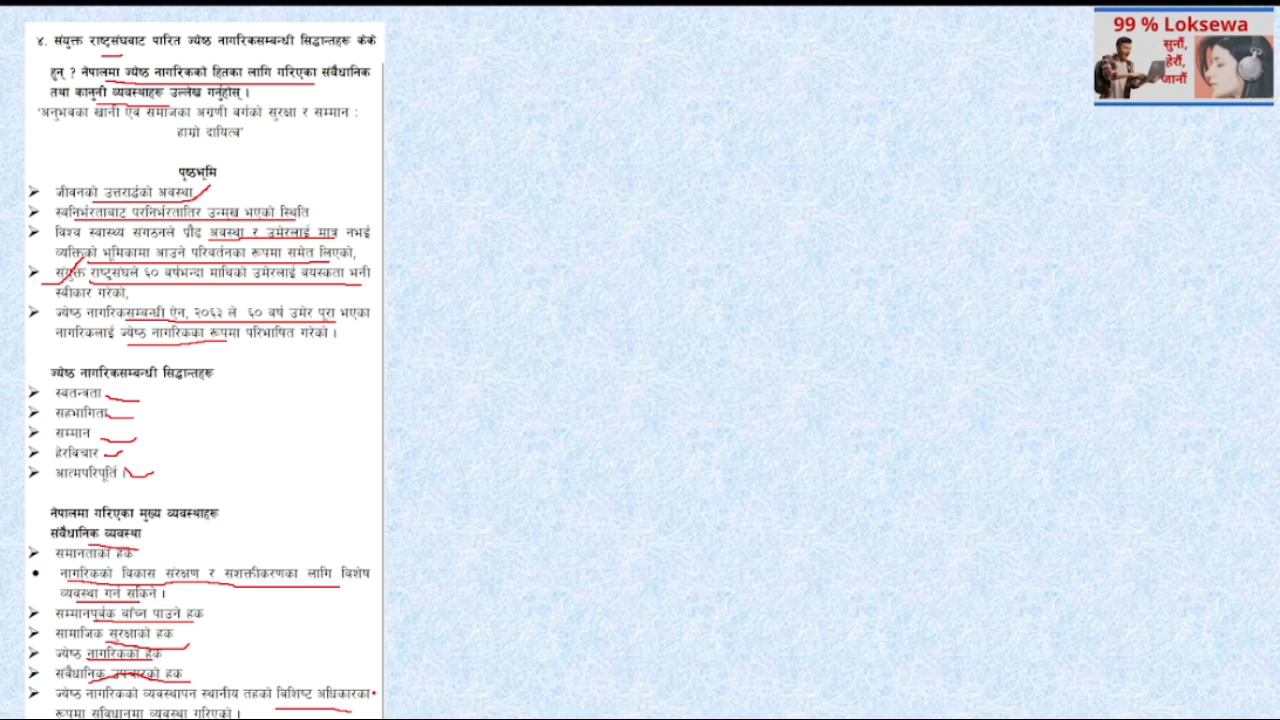 ४. संयुक्त राष्ट्रसंघबाट पारित ज्येष्ठ नागरिकसम्बन्धी सिद्धान्तहरू केके
हुन् ? नेपालमा ज्येष्ठ नागरिकको हितका लागि गरिएका संवैधानिक
तथा कानुनी व्यवस्थाहरू उल्लेख गर्नुहोस् ।
'अनुभवका खानी एवं समाजका अग्रणी वर्गको सुरक्षा र सम्मान :
हाम्रो दायित्व'
पृष्ठभूमि
➢ जीवनको उत्तरार्द्धको अवस्था
➢ स्वनिर्भरताबाट परनिर्भरतातिर उन्मुख भएको स्थिति
➢ विश्व स्वास्थ्य संगठनले प्रौढ अवस्था र उमेरलाई मात्र नभई
व्यक्तिको भूमिकामा आउने परिवर्तनका रूपमा समेत लिएको,
➢ संयुक्त राष्ट्रसंघले ६० वर्षभन्दा माथिको उमेरलाई वयस्कता भनी
स्वीकार गरेको,
➢ ज्येष्ठ नागरिकसम्बन्धी ऐन, २०६३ ले ६० वर्ष उमेर पूरा भएका
नागरिकलाई ज्येष्ठ नागरिकका रूपमा परिभाषित गरेको ।
ज्येष्ठ नागरिकसम्बन्धी सिद्धान्तहरू
➢ स्वतन्त्रता
➢ सहभागिता
➢ सम्मान
➢ हेरविचार
➢ आत्मपरिपूर्ति ।
नेपालमा गरिएका मुख्य व्यवस्थाहरू
संवैधानिक व्यवस्था
➢ समानताको हक
• नागरिकको विकास संरक्षण र सशक्तीकरणका लागि विशेष
व्यवस्था गर्न सकिने ।
➢ सम्मानपूर्वक बाँच्न पाउने हक
➢ सामाजिक सुरक्षाको हक
➢ ज्येष्ठ नागरिकको हक
➢ संवैधानिक उपचारको हक
➢ ज्येष्ठ नागरिकको व्यवस्थापन स्थानीय तहको विशिष्ट अधिकारका
रूपमा संविधानमा व्यवस्था गरिएको ।
99 % Loksewa
सुनौं,
हेरौं,
जानौं